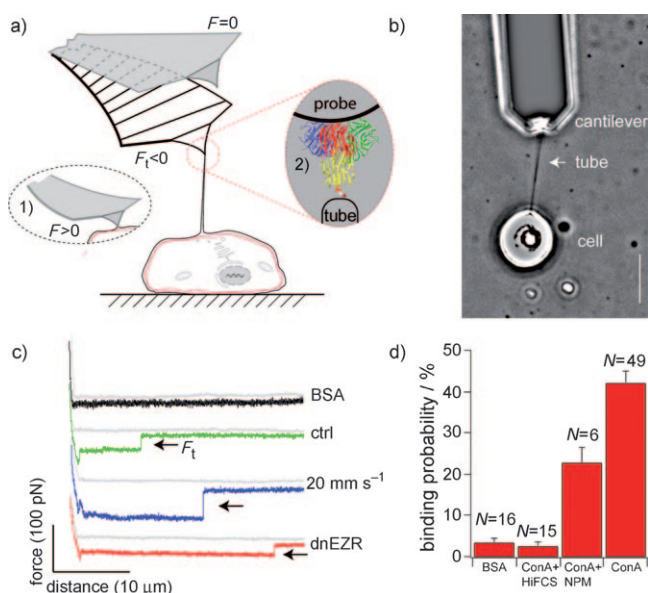 a)
F=0
probe
2)
tube
Ft<0
1)
F>0
b)
cantilever
tube
cell
c)
BSA
ctrl
Ft
20 mm s⁻¹
dnEZR
force (100 pN)
distance (10 μm)
d)
binding probability / %
50
40
30
20
10
0
N=16
N=15
N=6
N=49
BSA
ConA+
HiFCS
ConA+
NPM
ConA